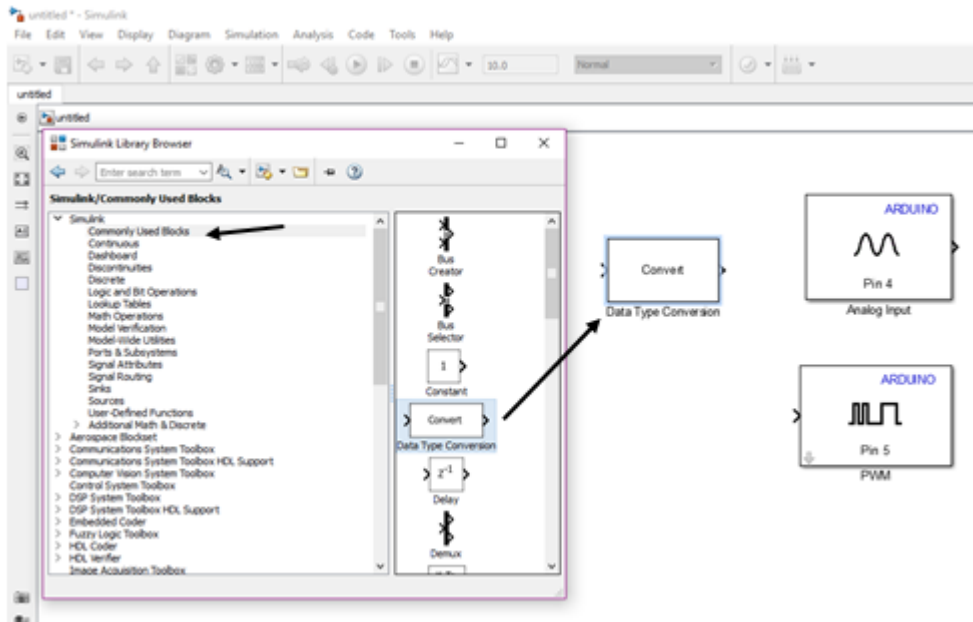 untitled * - Simulink
File Edit View Display Diagram Simulation Analysis Code Tools Help
10.0 Normal
untitled
untitled
Simulink Library Browser
Enter search term
Simulink/Commonly Used Blocks
Simulink
Commonly Used Blocks
Continuous
Dashboard
Discontinuities
Discrete
Logic and Bit Operations
Lookup Tables
Math Operations
Model Verification
Model-Wide Utilities
Ports & Subsystems
Signal Attributes
Signal Routing
Sinks
Sources
User-Defined Functions
Additional Math & Discrete
Aerospace Blockset
Communications System Toolbox
Communications System Toolbox HDL Support
Computer Vision System Toolbox
Control System Toolbox
DSP System Toolbox
DSP System Toolbox HDL Support
Embedded Coder
Fuzzy Logic Toolbox
HDL Coder
HDL Verifier
Image Acquisition Toolbox
Bus
Creator
Bus
Selector
1
Constant
Convert
Data Type Conversion
z-1
Delay
Demux
Convert
Data Type Conversion
ARDUINO
Pin 4
Analog Input
ARDUINO
Pin 5
PWM